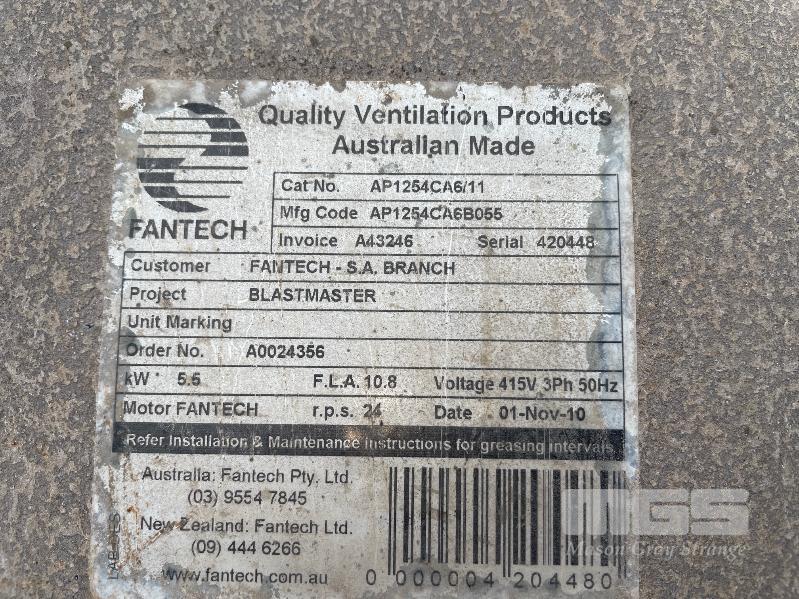 Quality Ventilation Products
Australian Made
FANTECH
Cat No. AP1254CA6/11
Mfg Code AP1254CA6B055
Invoice A43246 Serial 420448
Customer FANTECH - S.A. BRANCH
Project BLASTMASTER
Unit Marking
Order No. A0024356
kW 5.5 F.L.A. 10.8 Voltage 415V 3Ph 50Hz
Motor FANTECH r.p.s. 24 Date 01-Nov-10
Refer Installation & Maintenance instructions for greasing intervals
Australia: Fantech Pty. Ltd.
(03) 9554 7845
New Zealand: Fantech Ltd.
(09) 444 6266
www.fantech.com.au
0 000004 204480
MGS
Mason Gray Strange